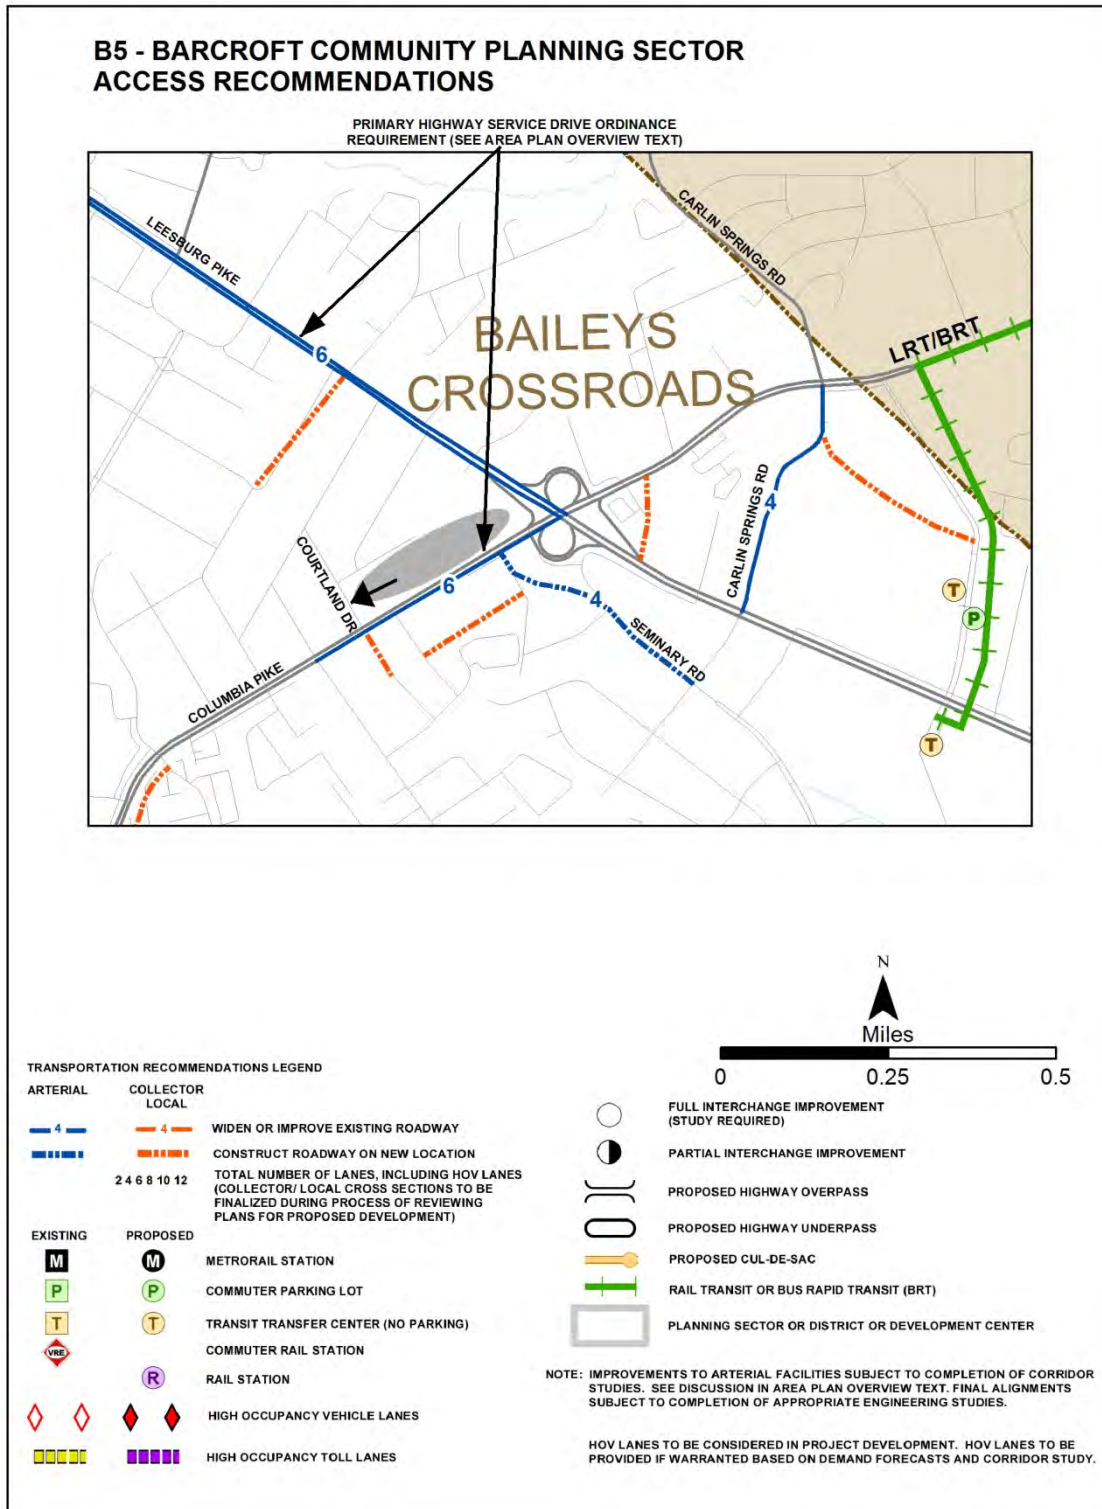 B5 - BARCROFT COMMUNITY PLANNING SECTOR
ACCESS RECOMMENDATIONS
PRIMARY HIGHWAY SERVICE DRIVE ORDINANCE
REQUIREMENT (SEE AREA PLAN OVERVIEW TEXT)
LEESBURG PIKE
CARLIN SPRINGS RD
6
BAILEYS
CROSSROADS
LRT/BRT
CARLIN SPRINGS RD
4
COURTLAND DR
6
4
SEMINARY RD
T
P
COLUMBIA PIKE
T
N
Miles
0 0.25 0.5
TRANSPORTATION RECOMMENDATIONS LEGEND
ARTERIAL COLLECTOR
LOCAL
4 4 WIDEN OR IMPROVE EXISTING ROADWAY
CONSTRUCT ROADWAY ON NEW LOCATION
2 4 6 8 10 12 TOTAL NUMBER OF LANES, INCLUDING HOV LANES
(COLLECTOR/ LOCAL CROSS SECTIONS TO BE
FINALIZED DURING PROCESS OF REVIEWING
PLANS FOR PROPOSED DEVELOPMENT)
EXISTING PROPOSED
M M METRORAIL STATION
P P COMMUTER PARKING LOT
T T TRANSIT TRANSFER CENTER (NO PARKING)
VRE COMMUTER RAIL STATION
R RAIL STATION
HIGH OCCUPANCY VEHICLE LANES
HIGH OCCUPANCY TOLL LANES
FULL INTERCHANGE IMPROVEMENT
(STUDY REQUIRED)
PARTIAL INTERCHANGE IMPROVEMENT
PROPOSED HIGHWAY OVERPASS
PROPOSED HIGHWAY UNDERPASS
PROPOSED CUL-DE-SAC
RAIL TRANSIT OR BUS RAPID TRANSIT (BRT)
PLANNING SECTOR OR DISTRICT OR DEVELOPMENT CENTER
NOTE: IMPROVEMENTS TO ARTERIAL FACILITIES SUBJECT TO COMPLETION OF CORRIDOR
STUDIES. SEE DISCUSSION IN AREA PLAN OVERVIEW TEXT. FINAL ALIGNMENTS
SUBJECT TO COMPLETION OF APPROPRIATE ENGINEERING STUDIES.
HOV LANES TO BE CONSIDERED IN PROJECT DEVELOPMENT. HOV LANES TO BE
PROVIDED IF WARRANTED BASED ON DEMAND FORECASTS AND CORRIDOR STUDY.